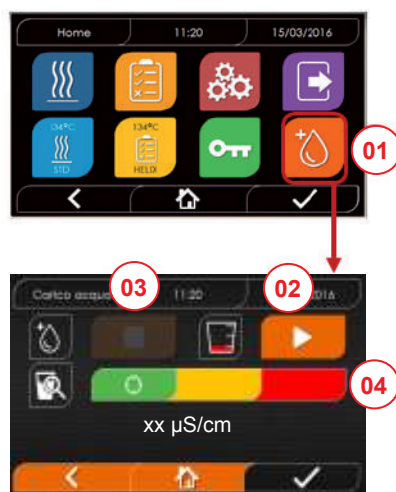 Home 11:20 15/03/2016
134°C 134°C
STD HELIX
01
03 02
Carico acqua 11:20 2016
04
xx µS/cm